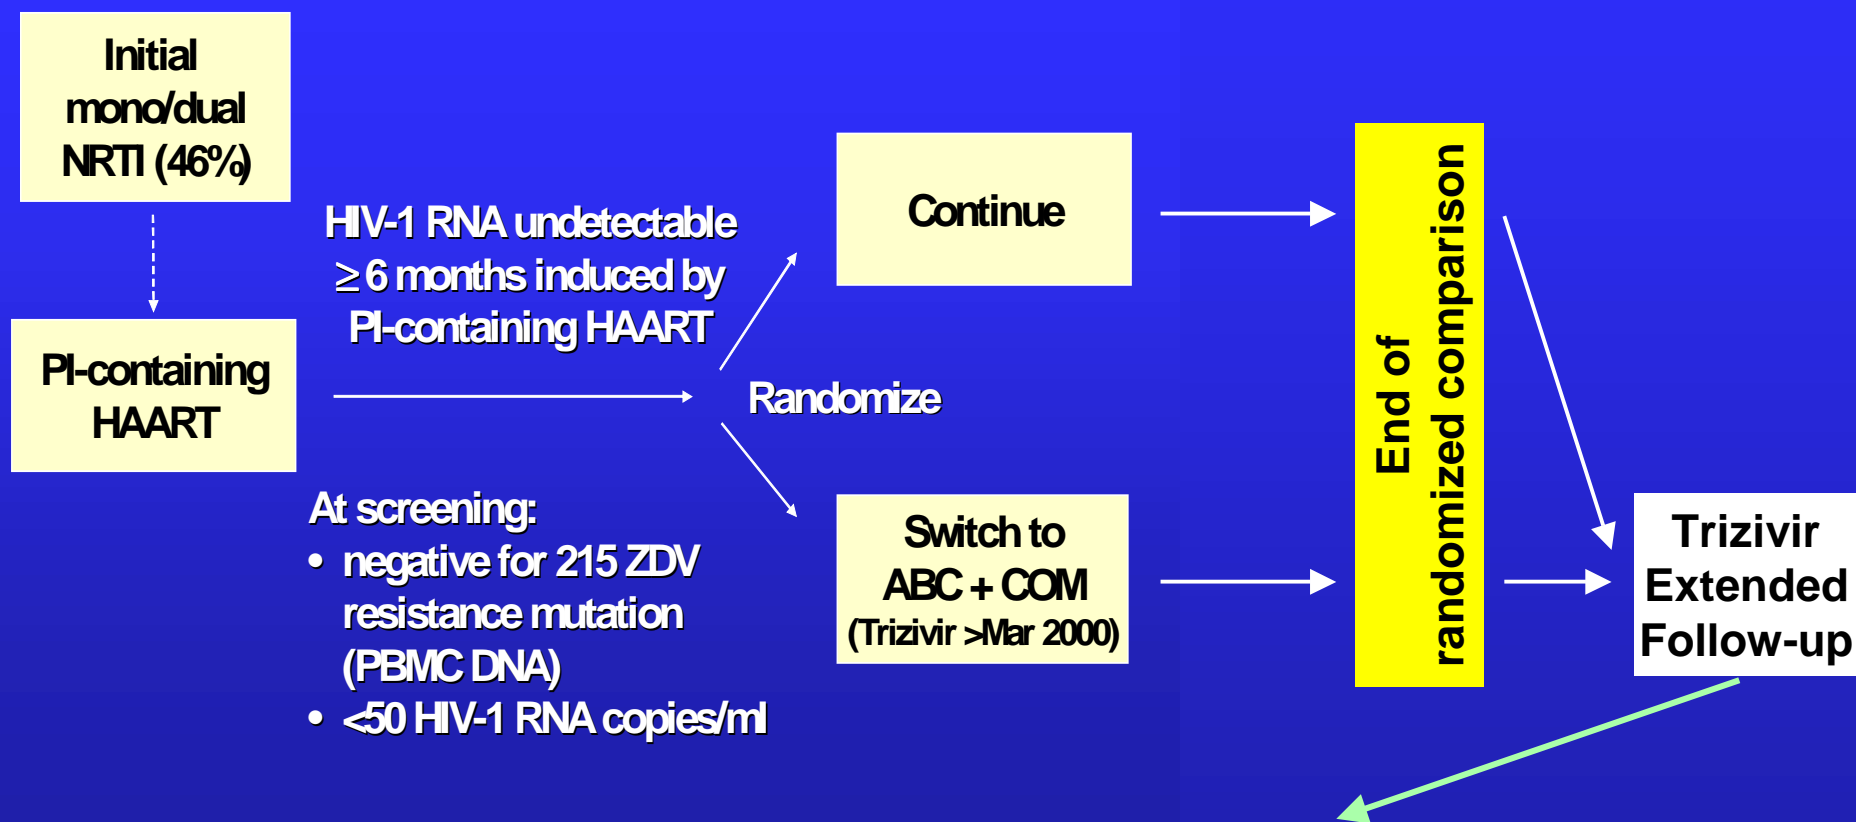 Initial
mono/dual
NRTI (46%)
PI-containing
HAART
HIV-1 RNA undetectable
≥ 6 months induced by
PI-containing HAART
At screening:
• negative for 215 ZDV
resistance mutation
(PBMC DNA)
• <50 HIV-1 RNA copies/ml
Randomize
Continue
Switch to
ABC + COM
(Trizivir >Mar 2000)
End of
randomized comparison
Trizivir
Extended
Follow-up